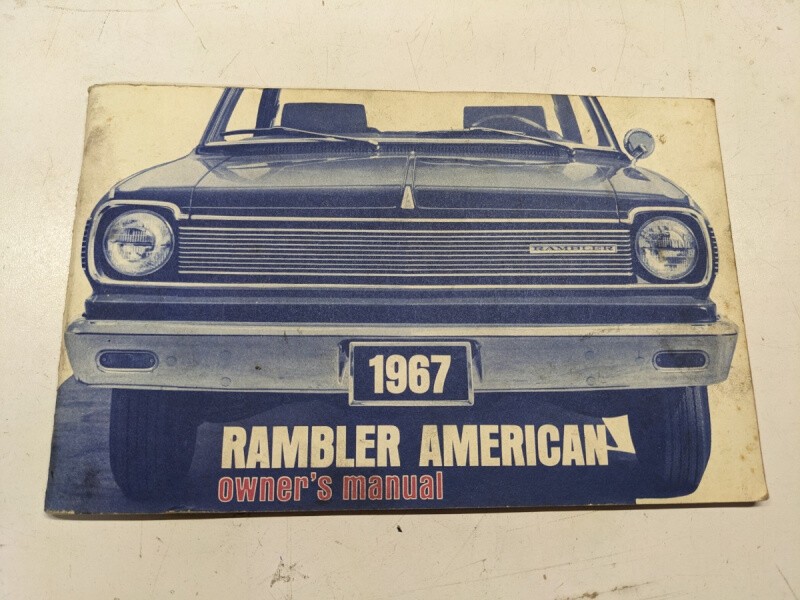 RAMBLER
1967
RAMBLER AMERICAN
owner's manual